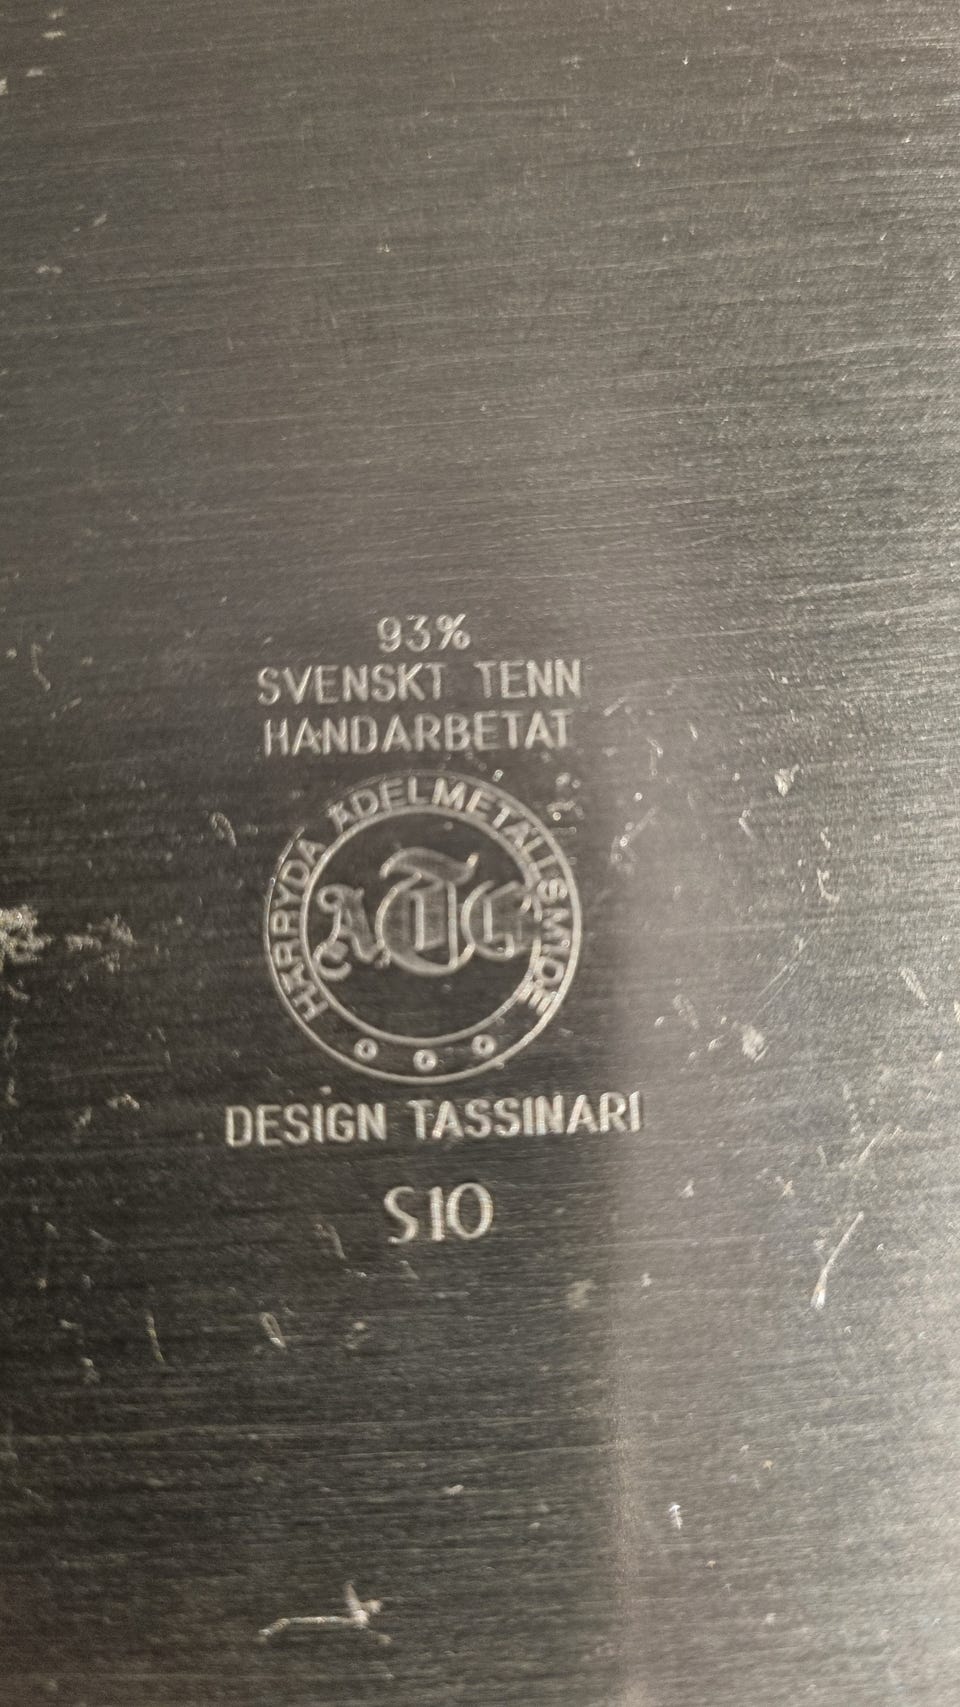 93%
SVENSKT TENN
HANDARBETAT
HÄRRYDA ÄDELMETALLSMIDE
DESIGN TASSINARI
S10